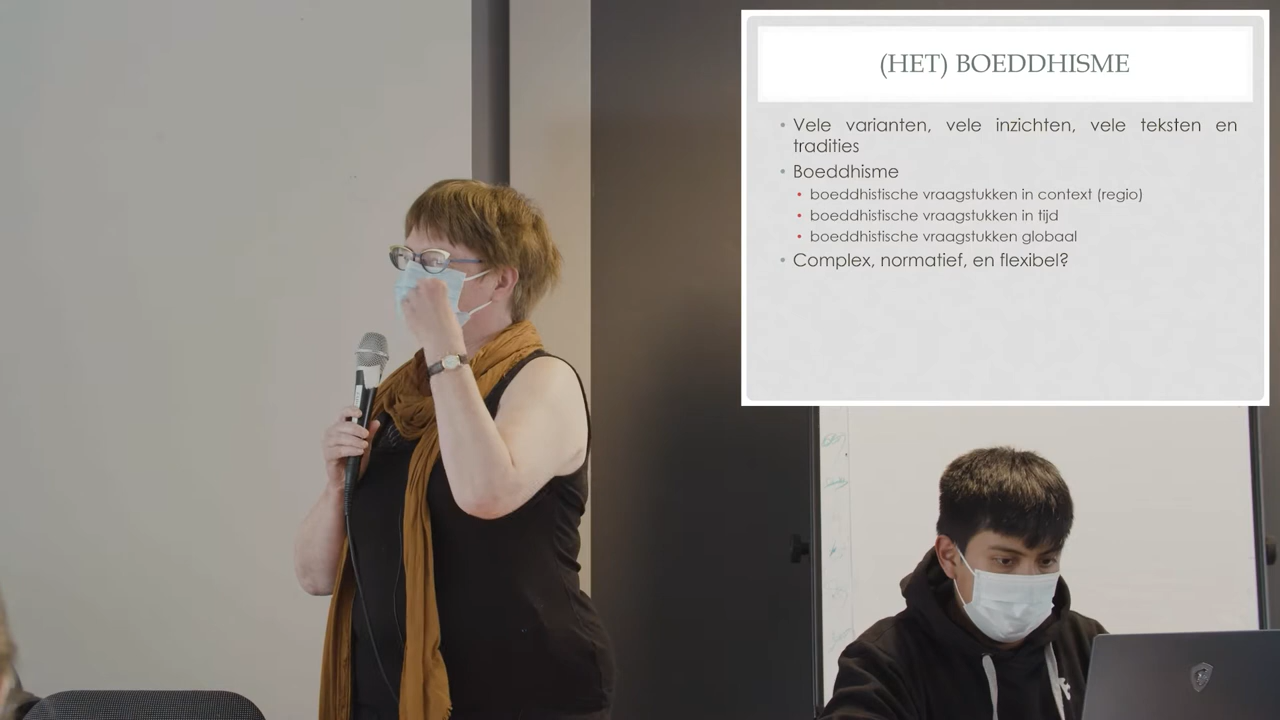 (HET) BOEDDHISME
• Vele varianten, vele inzichten, vele teksten en
tradities
• Boeddhisme
• boeddhistische vraagstukken in context (regio)
• boeddhistische vraagstukken in tijd
• boeddhistische vraagstukken globaal
• Complex, normatief, en flexibel?